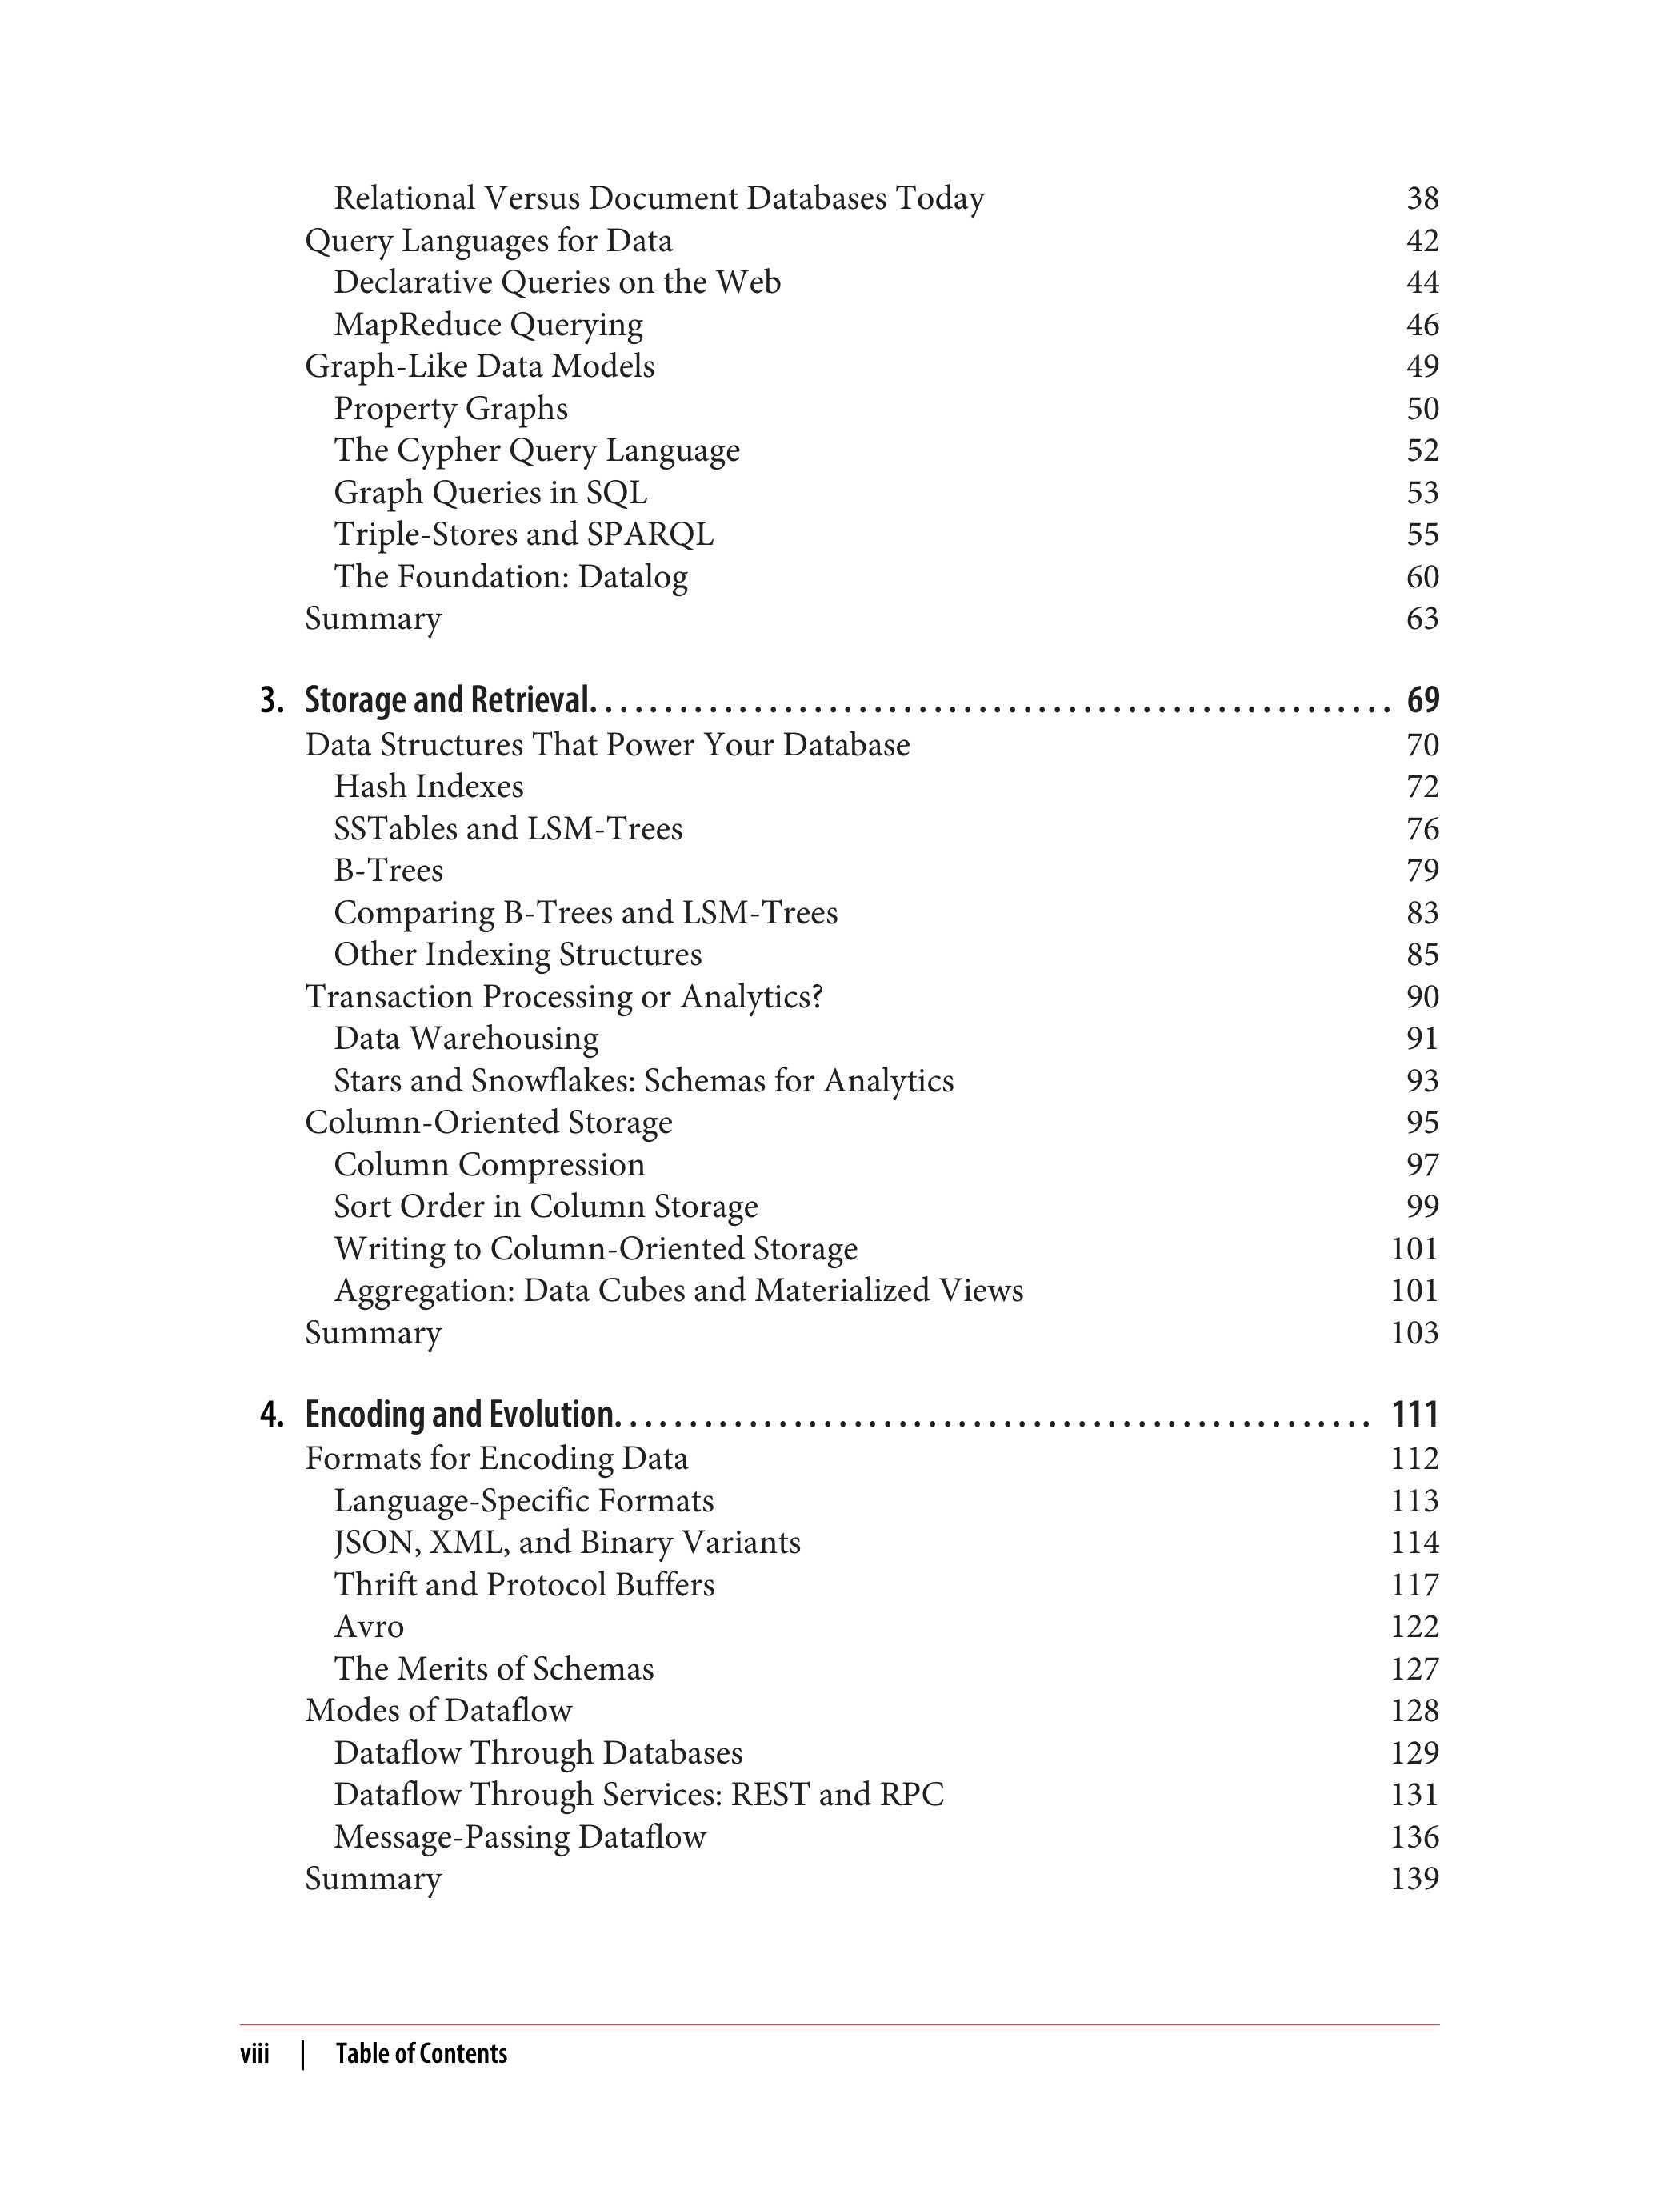 Relational Versus Document Databases Today 38
Query Languages for Data 42
Declarative Queries on the Web 44
MapReduce Querying 46
Graph-Like Data Models 49
Property Graphs 50
The Cypher Query Language 52
Graph Queries in SQL 53
Triple-Stores and SPARQL 55
The Foundation: Datalog 60
Summary 63
3. Storage and Retrieval. . . . . . . . . . . . . . . . . . . . . . . . . . . . . . . . . . . . . . . . . . . . . . . . . . . . . 69
Data Structures That Power Your Database 70
Hash Indexes 72
SSTables and LSM-Trees 76
B-Trees 79
Comparing B-Trees and LSM-Trees 83
Other Indexing Structures 85
Transaction Processing or Analytics? 90
Data Warehousing 91
Stars and Snowflakes: Schemas for Analytics 93
Column-Oriented Storage 95
Column Compression 97
Sort Order in Column Storage 99
Writing to Column-Oriented Storage 101
Aggregation: Data Cubes and Materialized Views 101
Summary 103
4. Encoding and Evolution. . . . . . . . . . . . . . . . . . . . . . . . . . . . . . . . . . . . . . . . . . . . . . . . . . 111
Formats for Encoding Data 112
Language-Specific Formats 113
JSON, XML, and Binary Variants 114
Thrift and Protocol Buffers 117
Avro 122
The Merits of Schemas 127
Modes of Dataflow 128
Dataflow Through Databases 129
Dataflow Through Services: REST and RPC 131
Message-Passing Dataflow 136
Summary 139
viii | Table of Contents